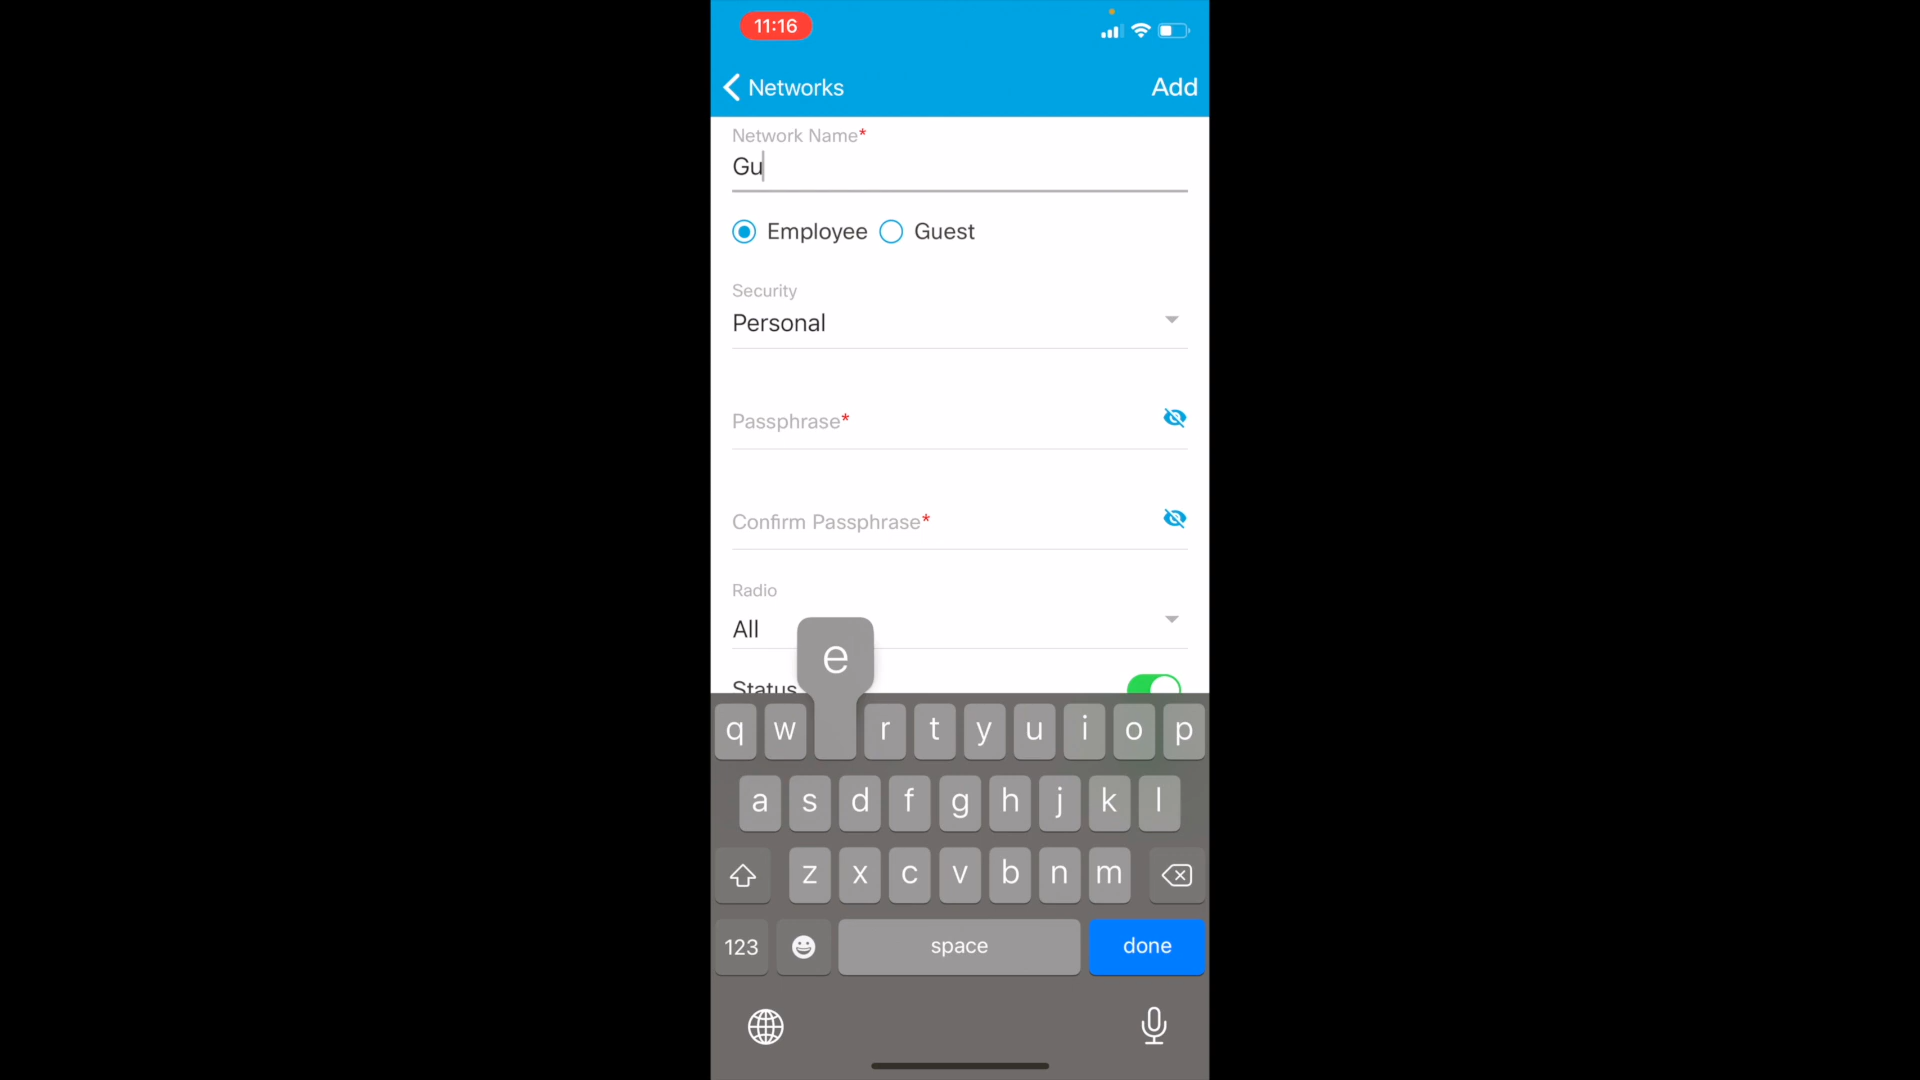 11:16
Networks
Add
Network Name*
Gu
Employee
Guest
Security
Personal
Passphrase*
Confirm Passphrase*
Radio
All
Status
e
q w r t y u i o p
a s d f g h j k l
z x c v b n m
123 space done